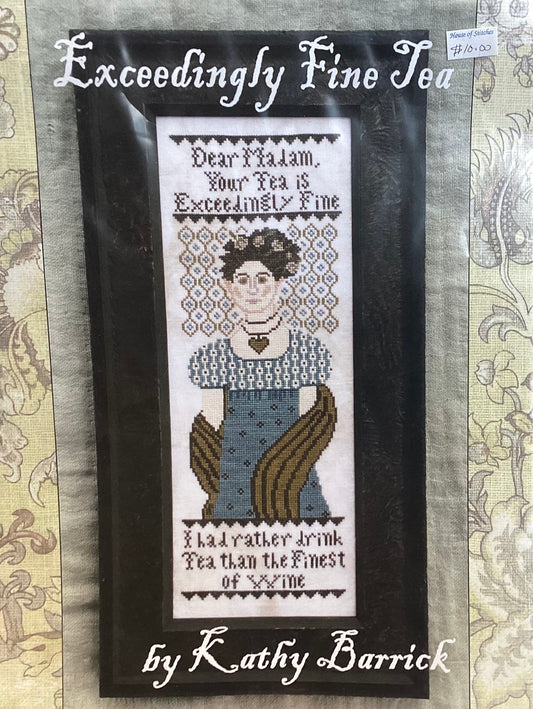 House of Stitches
$10.00
Exceedingly Fine Tea
Dear Madam,
Your Tea is
Exceedingly Fine
I had rather drink
Tea than the Finest
of Wine
by Kathy Barrick